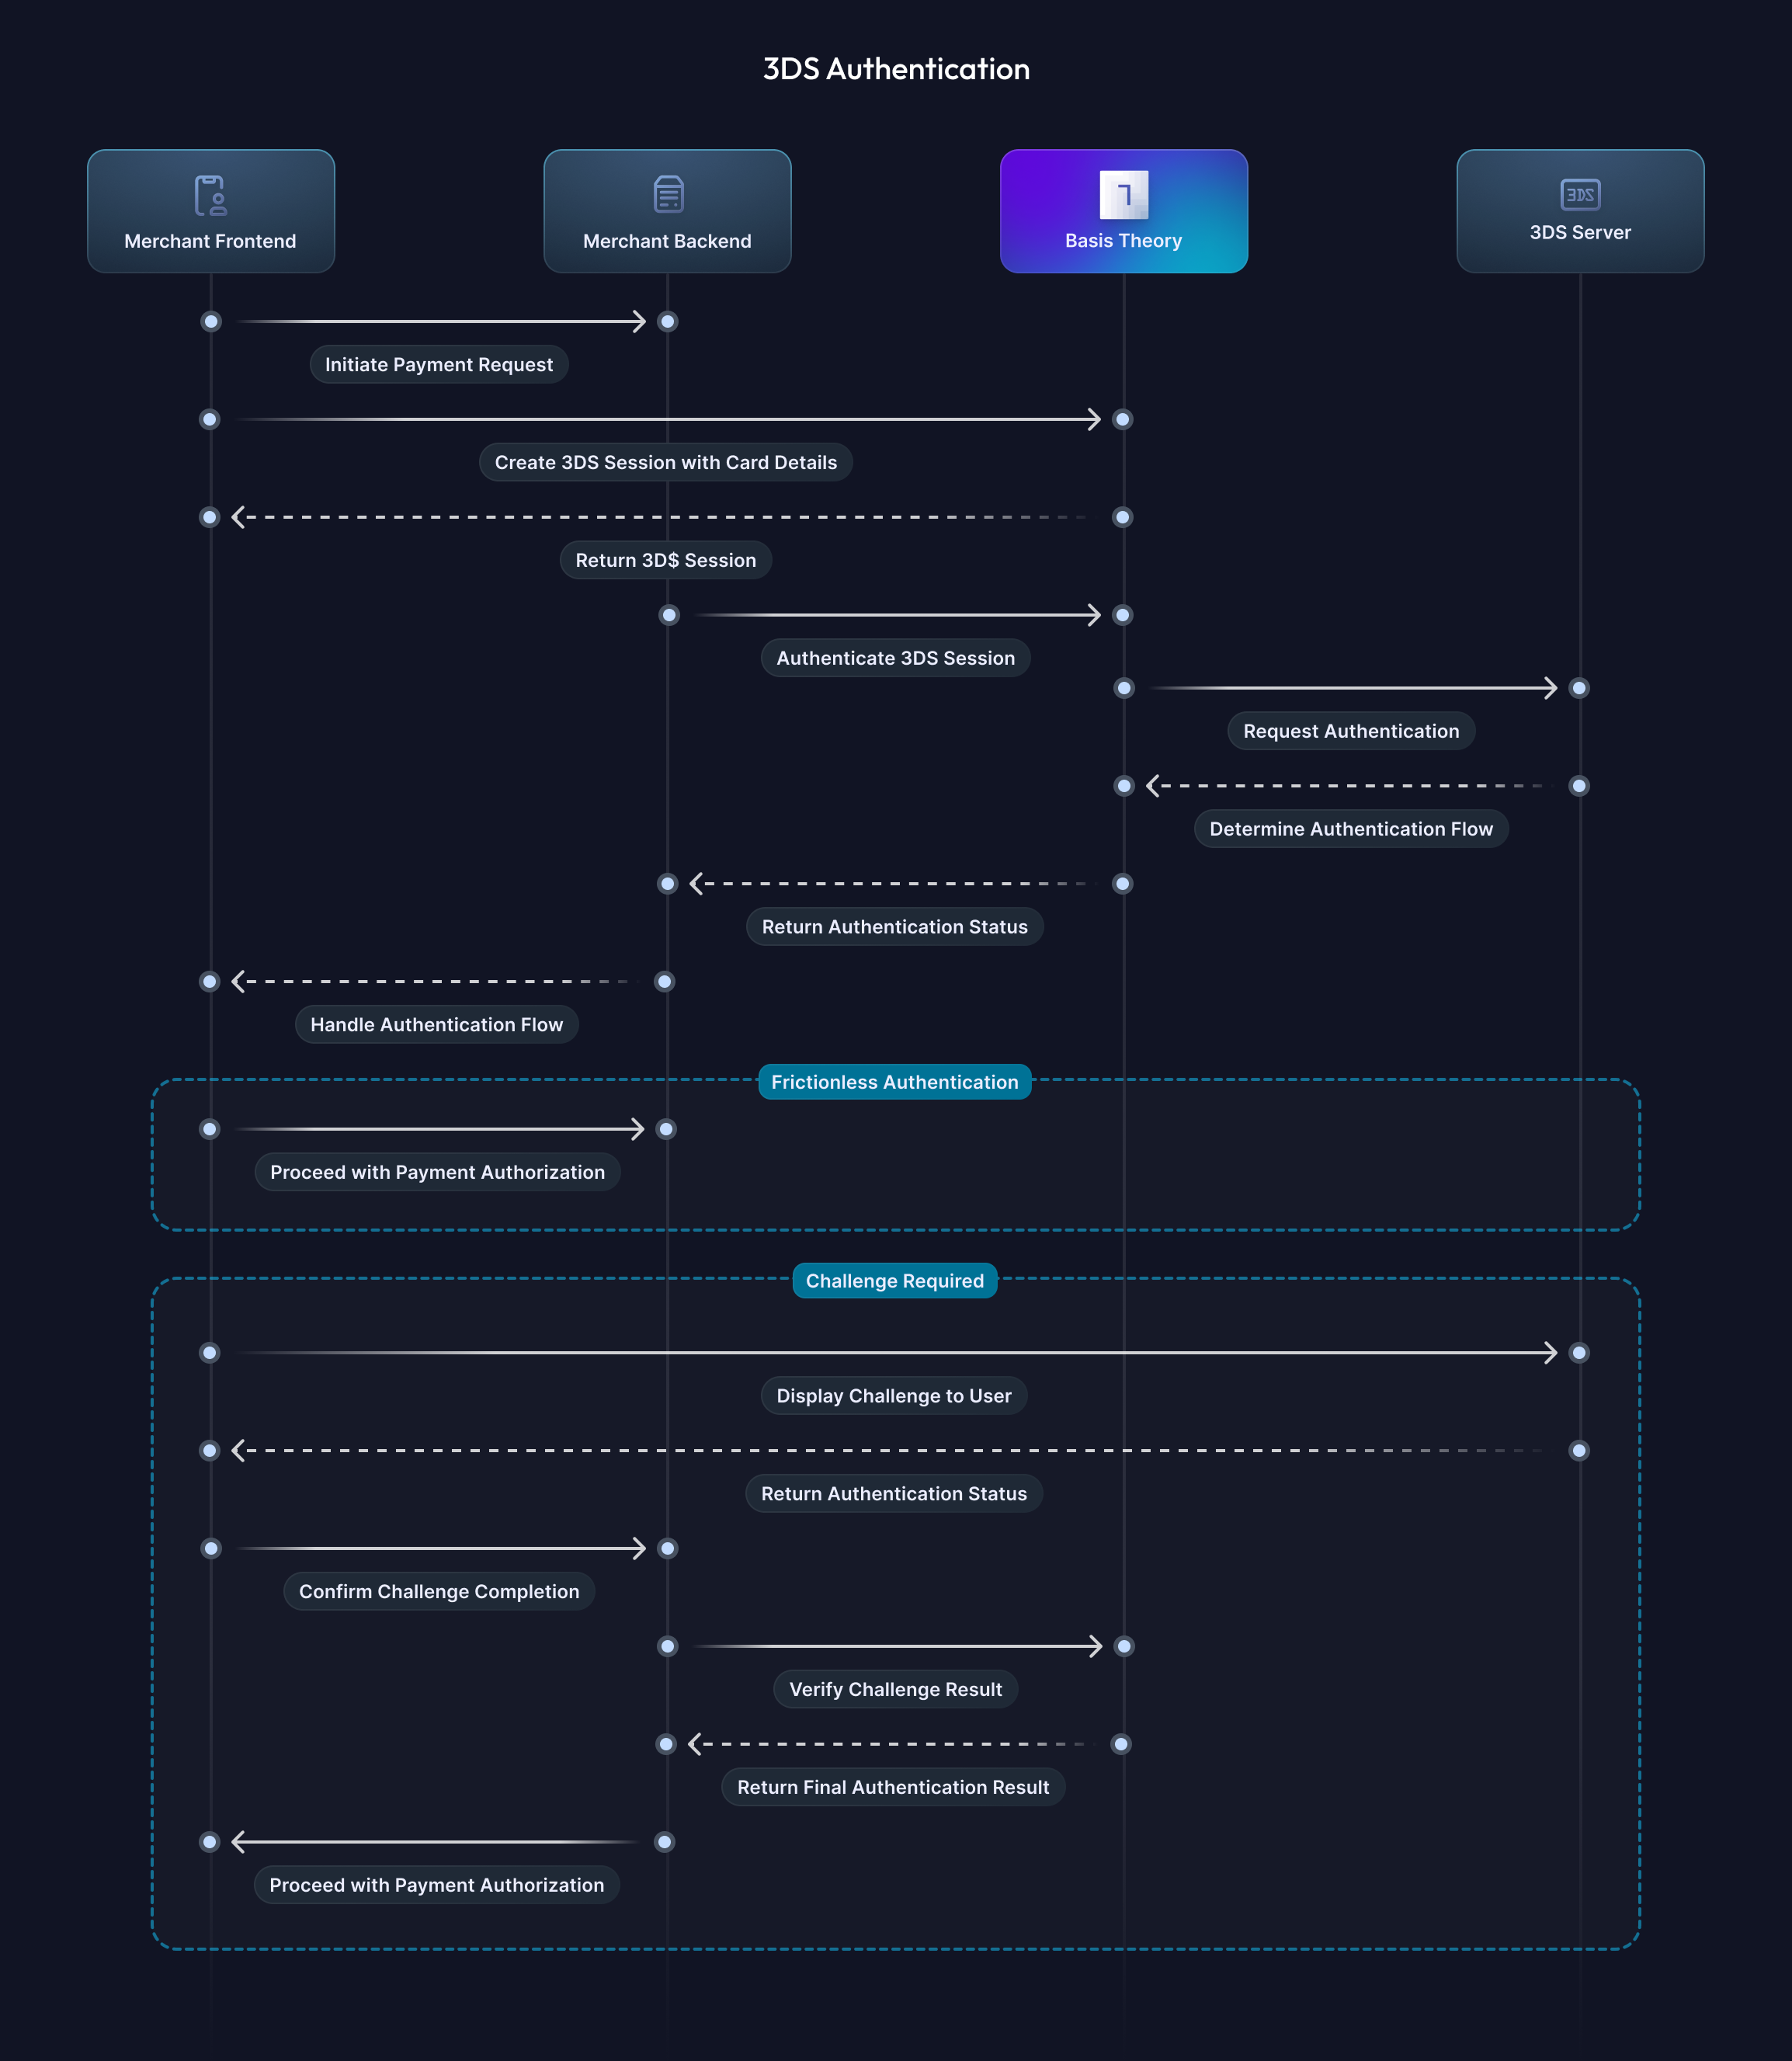 3DS Authentication
Merchant Frontend
Merchant Backend
Basis Theory
3DS
3DS Server
Initiate Payment Request
Create 3DS Session with Card Details
Return 3D$ Session
Authenticate 3DS Session
Request Authentication
Determine Authentication Flow
Return Authentication Status
Handle Authentication Flow
Frictionless Authentication
Proceed with Payment Authorization
Challenge Required
Display Challenge to User
Return Authentication Status
Confirm Challenge Completion
Verify Challenge Result
Return Final Authentication Result
Proceed with Payment Authorization